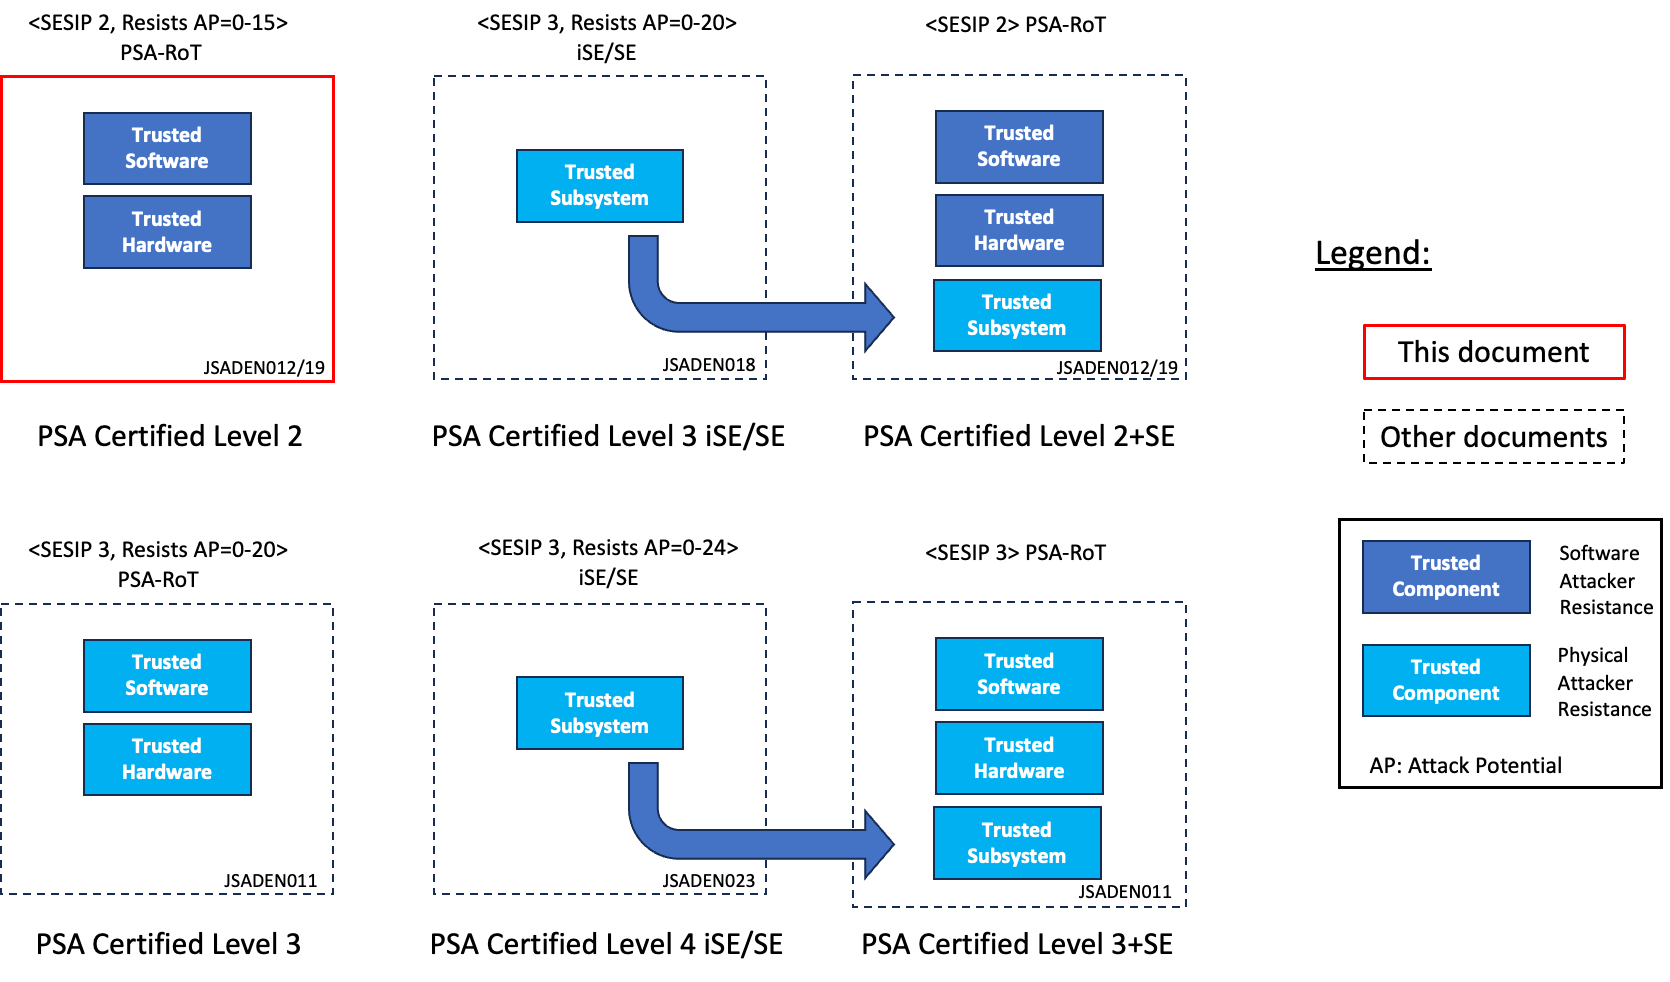 <SESIP 2, Resists AP=0-15>
PSA-RoT
Trusted
Software
Trusted
Hardware
JSADEN012/19
PSA Certified Level 2
<SESIP 3, Resists AP=0-20>
iSE/SE
Trusted
Subsystem
JSADEN018
PSA Certified Level 3 iSE/SE
<SESIP 2> PSA-RoT
Trusted
Software
Trusted
Hardware
Trusted
Subsystem
JSADEN012/19
PSA Certified Level 2+SE
<SESIP 3, Resists AP=0-20>
PSA-RoT
Trusted
Software
Trusted
Hardware
JSADEN011
PSA Certified Level 3
<SESIP 3, Resists AP=0-24>
iSE/SE
Trusted
Subsystem
JSADEN023
PSA Certified Level 4 iSE/SE
<SESIP 3> PSA-RoT
Trusted
Software
Trusted
Hardware
Trusted
Subsystem
JSADEN011
PSA Certified Level 3+SE
Legend:
This document
Other documents
Trusted
Component
Software
Attacker
Resistance
Trusted
Component
Physical
Attacker
Resistance
AP: Attack Potential